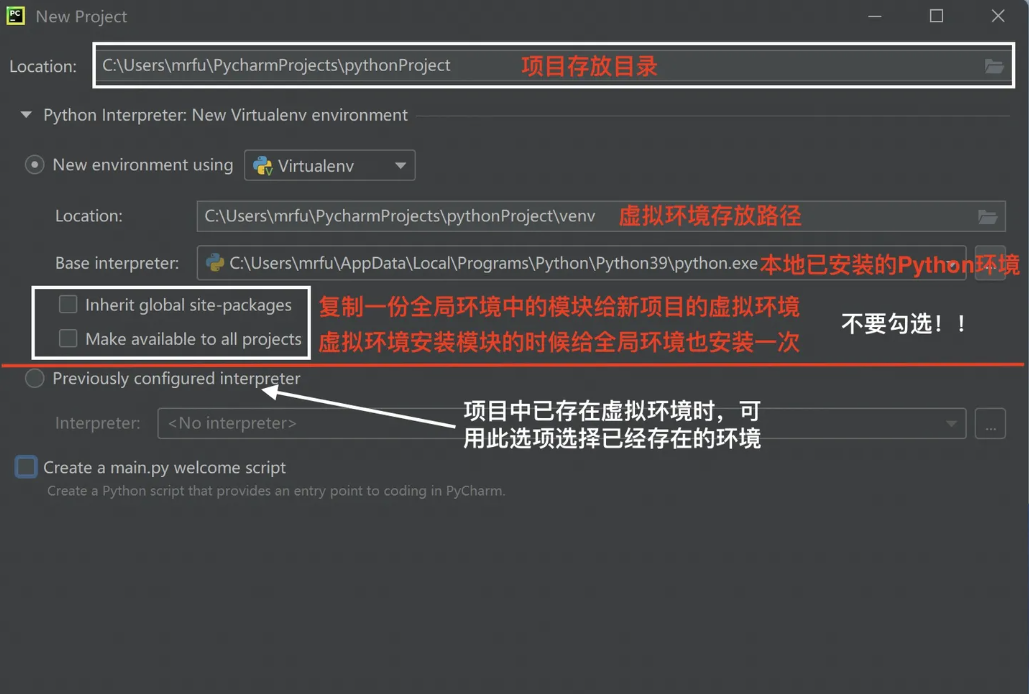 PC New Project
Location: C:\Users\mrfu\PycharmProjects\pythonProject 项目存放目录
Python Interpreter: New Virtualenv environment
New environment using Virtualenv
Location: C:\Users\mrfu\PycharmProjects\pythonProject\venv 虚拟环境存放路径
Base interpreter: C:\Users\mrfu\AppData\Local\Programs\Python\Python39\python.exe 本地已安装的Python环境
Inherit global site-packages 复制一份全局环境中的模块给新项目的虚拟环境
不要勾选！！
Make available to all projects 虚拟环境安装模块的时候给全局环境也安装一次
Previously configured interpreter
项目中已存在虚拟环境时，可
用此选项选择已经存在的环境
Interpreter: <No interpreter> ...
Create a main.py welcome script
Create a Python script that provides an entry point to coding in PyCharm.